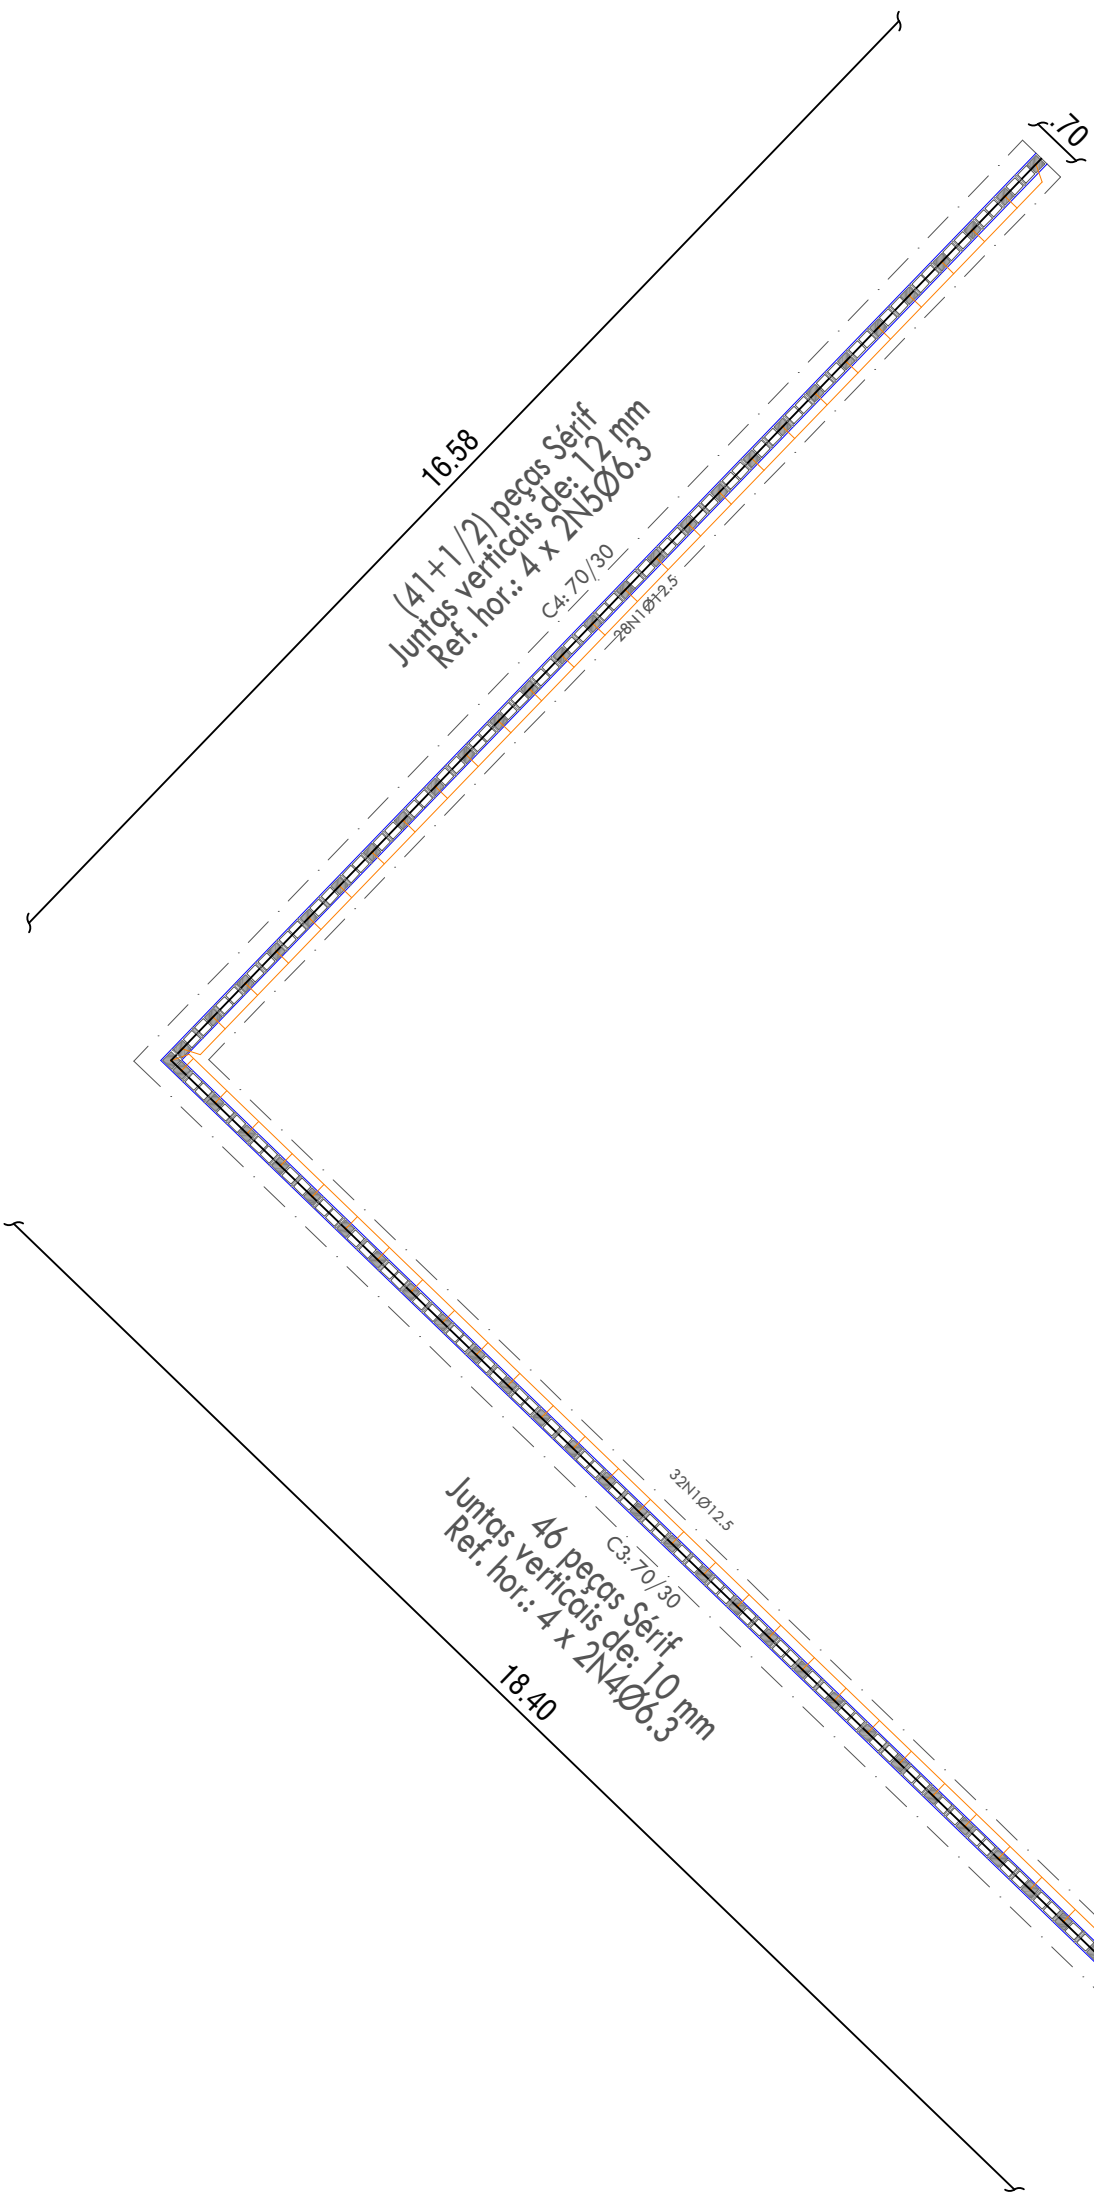 .70
16.58
(41+1/2) peças Sérif
Juntas verticais de: 12 mm
Ref. hor.: 4 x 2N5Ø6.3
C4: 70/30
28N1Ø12.5
32N1Ø12.5
C3: 70/30
46 peças Sérif
Juntas verticais de: 10 mm
Ref. hor.: 4 x 2N4Ø6.3
18.40